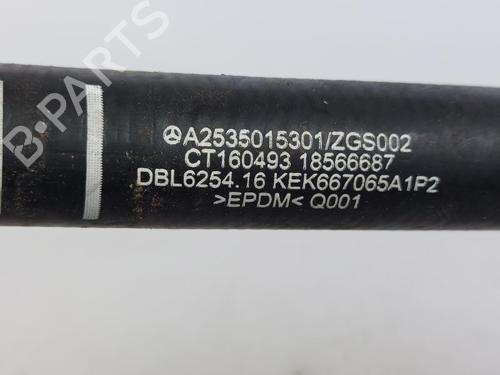 A2535015301/ZGS002
CT160493 18566687
DBL6254.16 KEK667065A1P2
>EPDM< Q001
B-PARTS